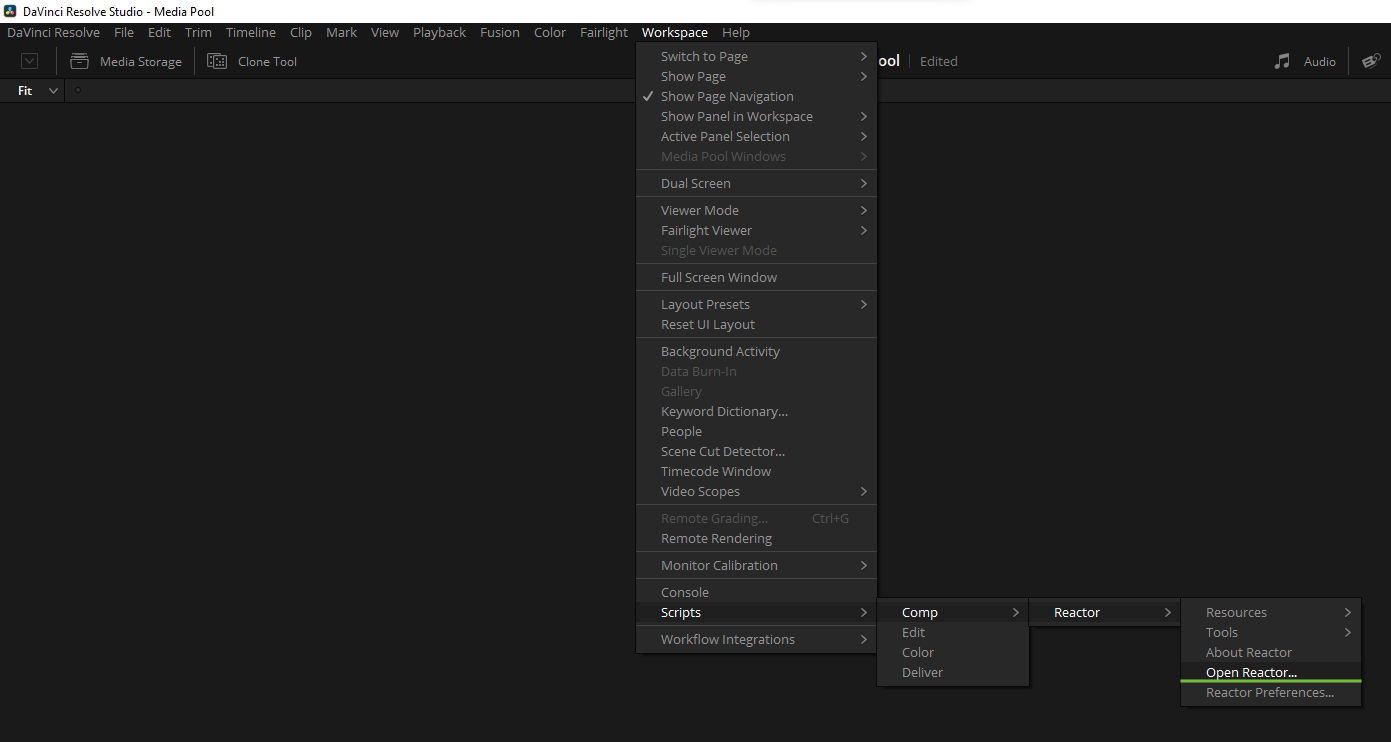 DaVinci Resolve Studio - Media Pool
DaVinci Resolve File Edit Trim Timeline Clip Mark View Playback Fusion Color Fairlight Workspace Help
Media Storage Clone Tool ool Edited Audio
Fit
Switch to Page
Show Page
Show Page Navigation
Show Panel in Workspace
Active Panel Selection
Media Pool Windows
Dual Screen
Viewer Mode
Fairlight Viewer
Single Viewer Mode
Full Screen Window
Layout Presets
Reset UI Layout
Background Activity
Data Burn-In
Gallery
Keyword Dictionary...
People
Scene Cut Detector...
Timecode Window
Video Scopes
Remote Grading... Ctrl+G
Remote Rendering
Monitor Calibration
Console
Scripts
Workflow Integrations
Comp
Edit
Color
Deliver
Reactor
Resources
Tools
About Reactor
Open Reactor...
Reactor Preferences...